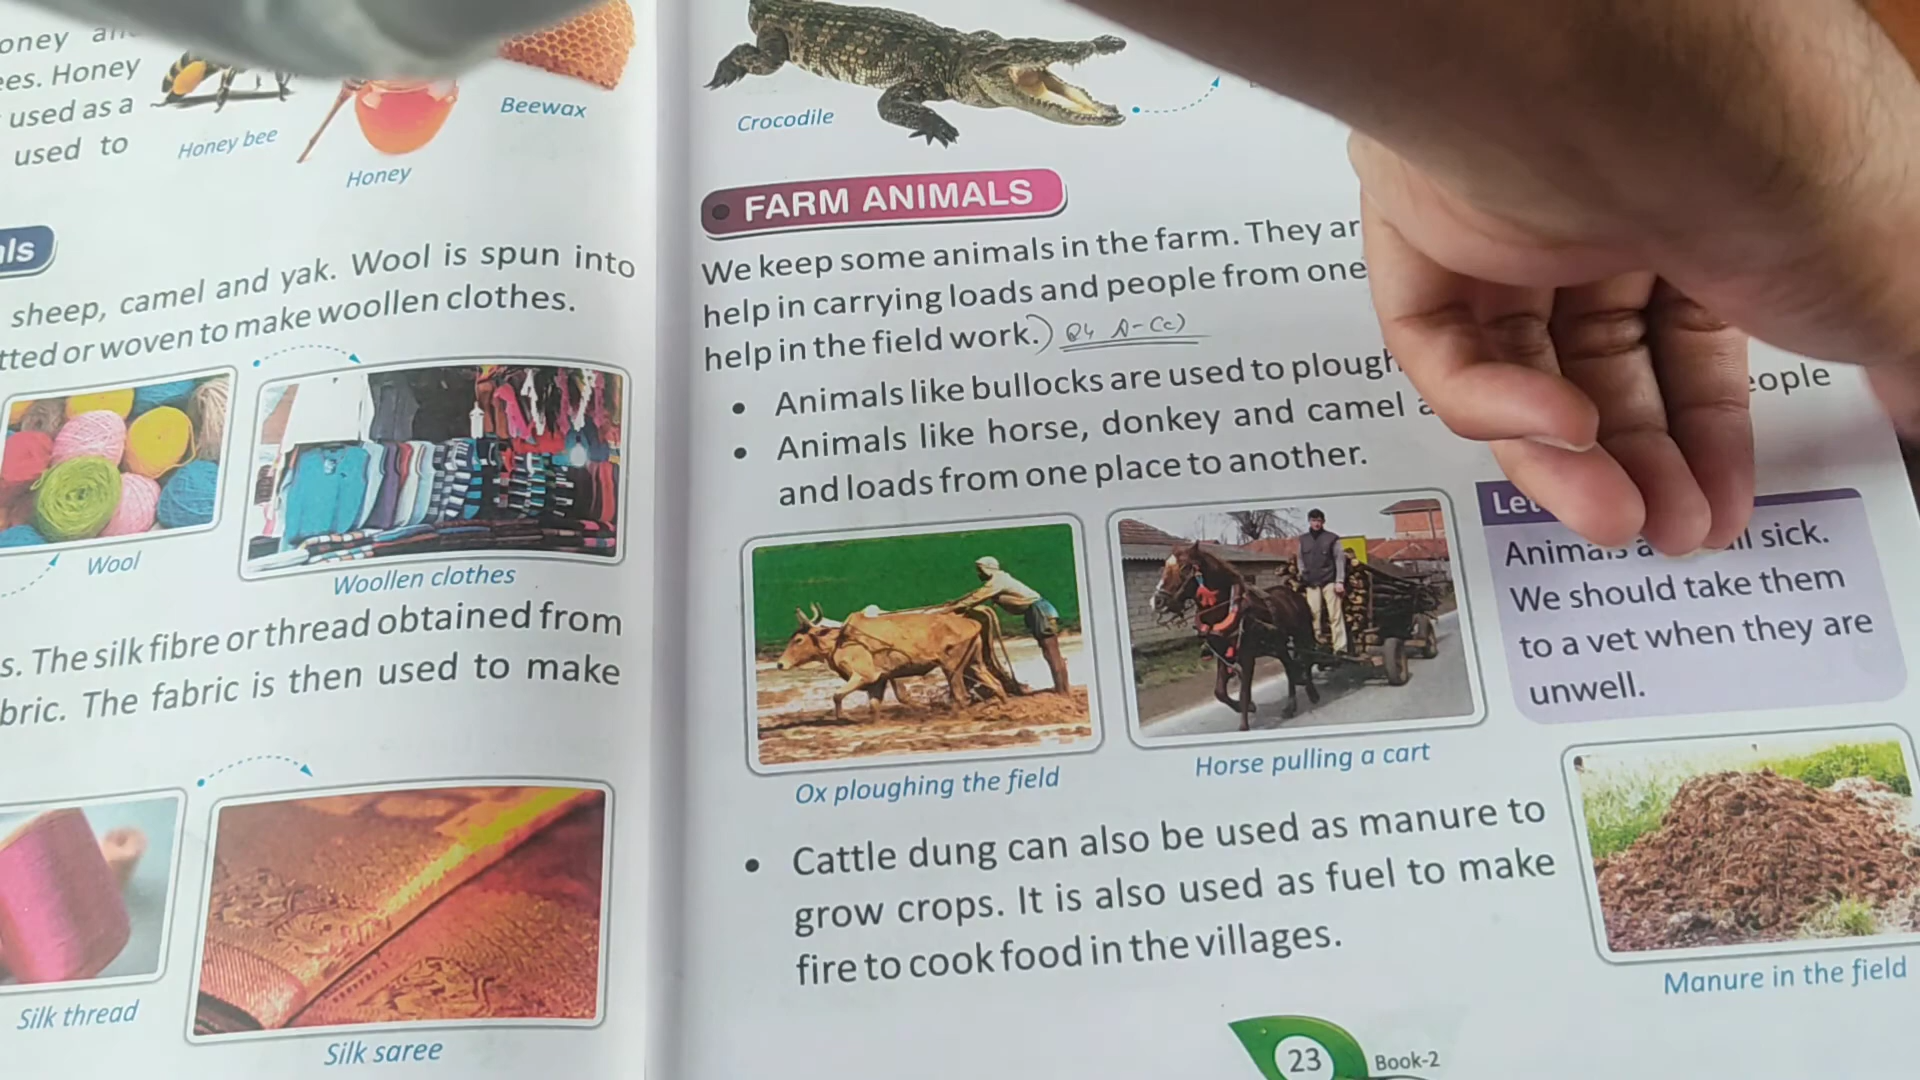 oney
ees. Honey
used as a
used to
Honey bee
Honey
Beewax
als
sheep, camel and yak. Wool is spun into
tted or woven to make woollen clothes.
Wool
Woollen clothes
s. The silk fibre or thread obtained from
bric. The fabric is then used to make
Silk thread
Silk saree
Crocodile
FARM ANIMALS
We keep some animals in the farm. They ar
help in carrying loads and people from one
help in the field work.) Q4 A-(c)
• Animals like bullocks are used to plough
• Animals like horse, donkey and camel a eople
and loads from one place to another.
Ox ploughing the field
Horse pulling a cart
Let
Animals a ll sick.
We should take them
to a vet when they are
unwell.
• Cattle dung can also be used as manure to
grow crops. It is also used as fuel to make
fire to cook food in the villages.
Manure in the field
23 Book-2